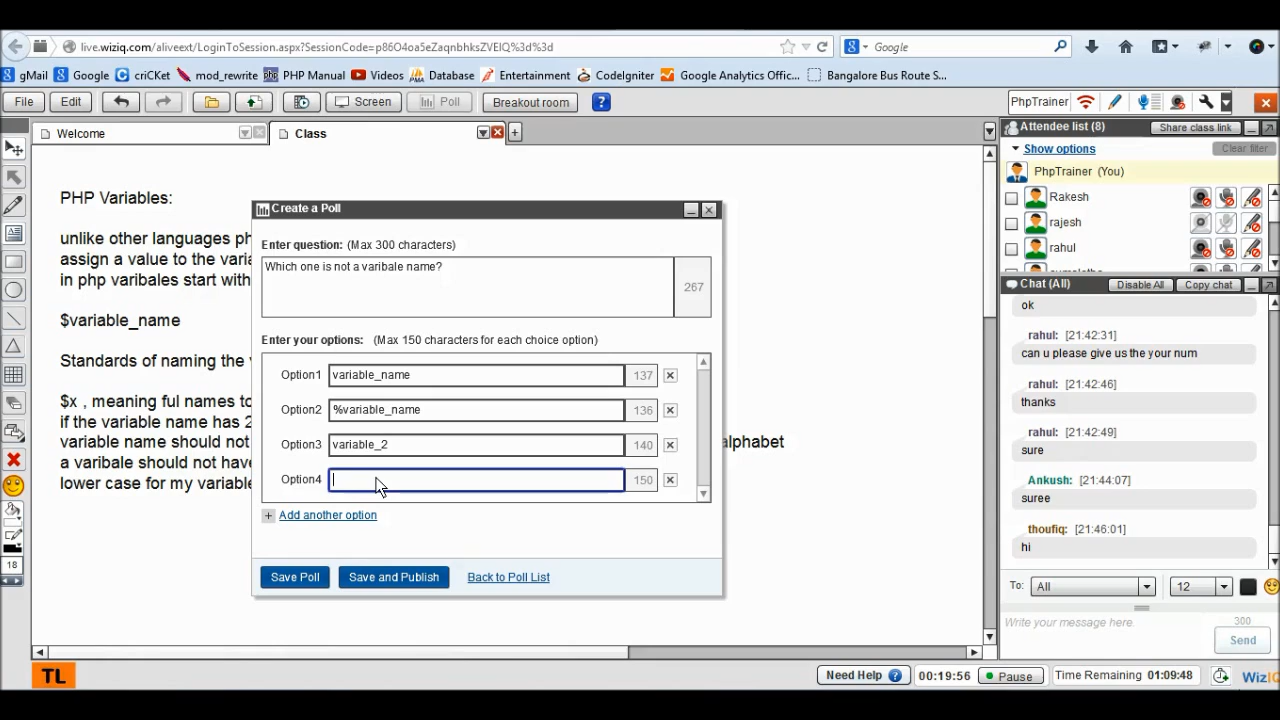 live.wiziq.com/aliveext/LoginToSession.aspx?SessionCode=p86O4oa5eZaqnbhksZVEIQ%3d%3d
Google
gMail Google criCKet mod_rewrite PHP Manual Videos Database Entertainment CodeIgniter Google Analytics Offic... Bangalore Bus Route S...
File Edit Screen Poll Breakout room ? PhpTrainer
Welcome Class
Attendee list (8) Share class link
Show options Clear filter
PhpTrainer (You)
Rakesh
rajesh
rahul
PHP Variables:
unlike other languages ph
assign a value to the varia
in php varibales start with
$variable_name
Standards of naming the v
$x , meaning ful names to
if the variable name has 2
variable name should not
alphabet
a varibale should not have
lower case for my variable
Create a Poll
Enter question: (Max 300 characters)
Which one is not a varibale name?
267
Enter your options: (Max 150 characters for each choice option)
Option1 variable_name 137
Option2 %variable_name 136
Option3 variable_2 140
Option4 150
+ Add another option
Save Poll Save and Publish Back to Poll List
Chat (All) Disable All Copy chat
ok
rahul: [21:42:31]
can u please give us the your num
rahul: [21:42:46]
thanks
rahul: [21:42:49]
sure
Ankush: [21:44:07]
suree
thoufiq: [21:46:01]
hi
To: All 12
Write your message here. 300
Send
18
TL
Need Help ? 00:19:56 Pause Time Remaining 01:09:48 WizI